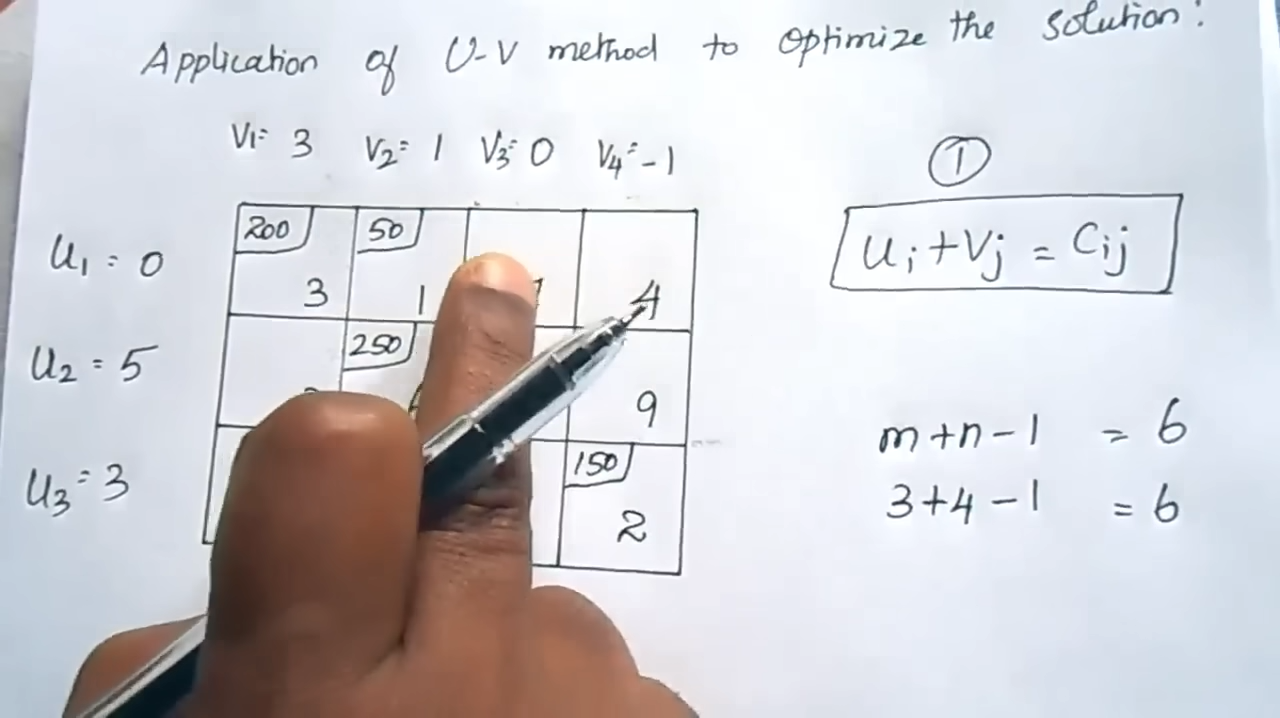 Application of U-V method to optimize the solution:
V1= 3 V2= 1 V3= 0 V4= -1
1
200 50
U1 = 0
Ui + Vj = Cij
3 1 4
250
U2 = 5
9
m+n-1 = 6
150
U3 = 3
3+4-1 = 6
2